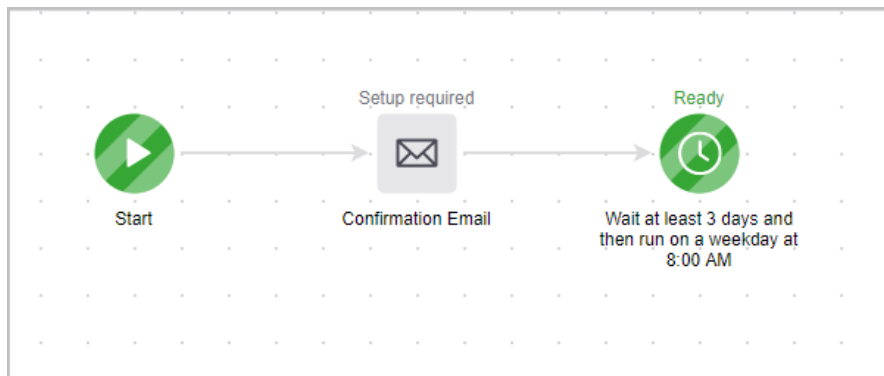 Setup required
Ready
Start
Confirmation Email
Wait at least 3 days and
then run on a weekday at
8:00 AM